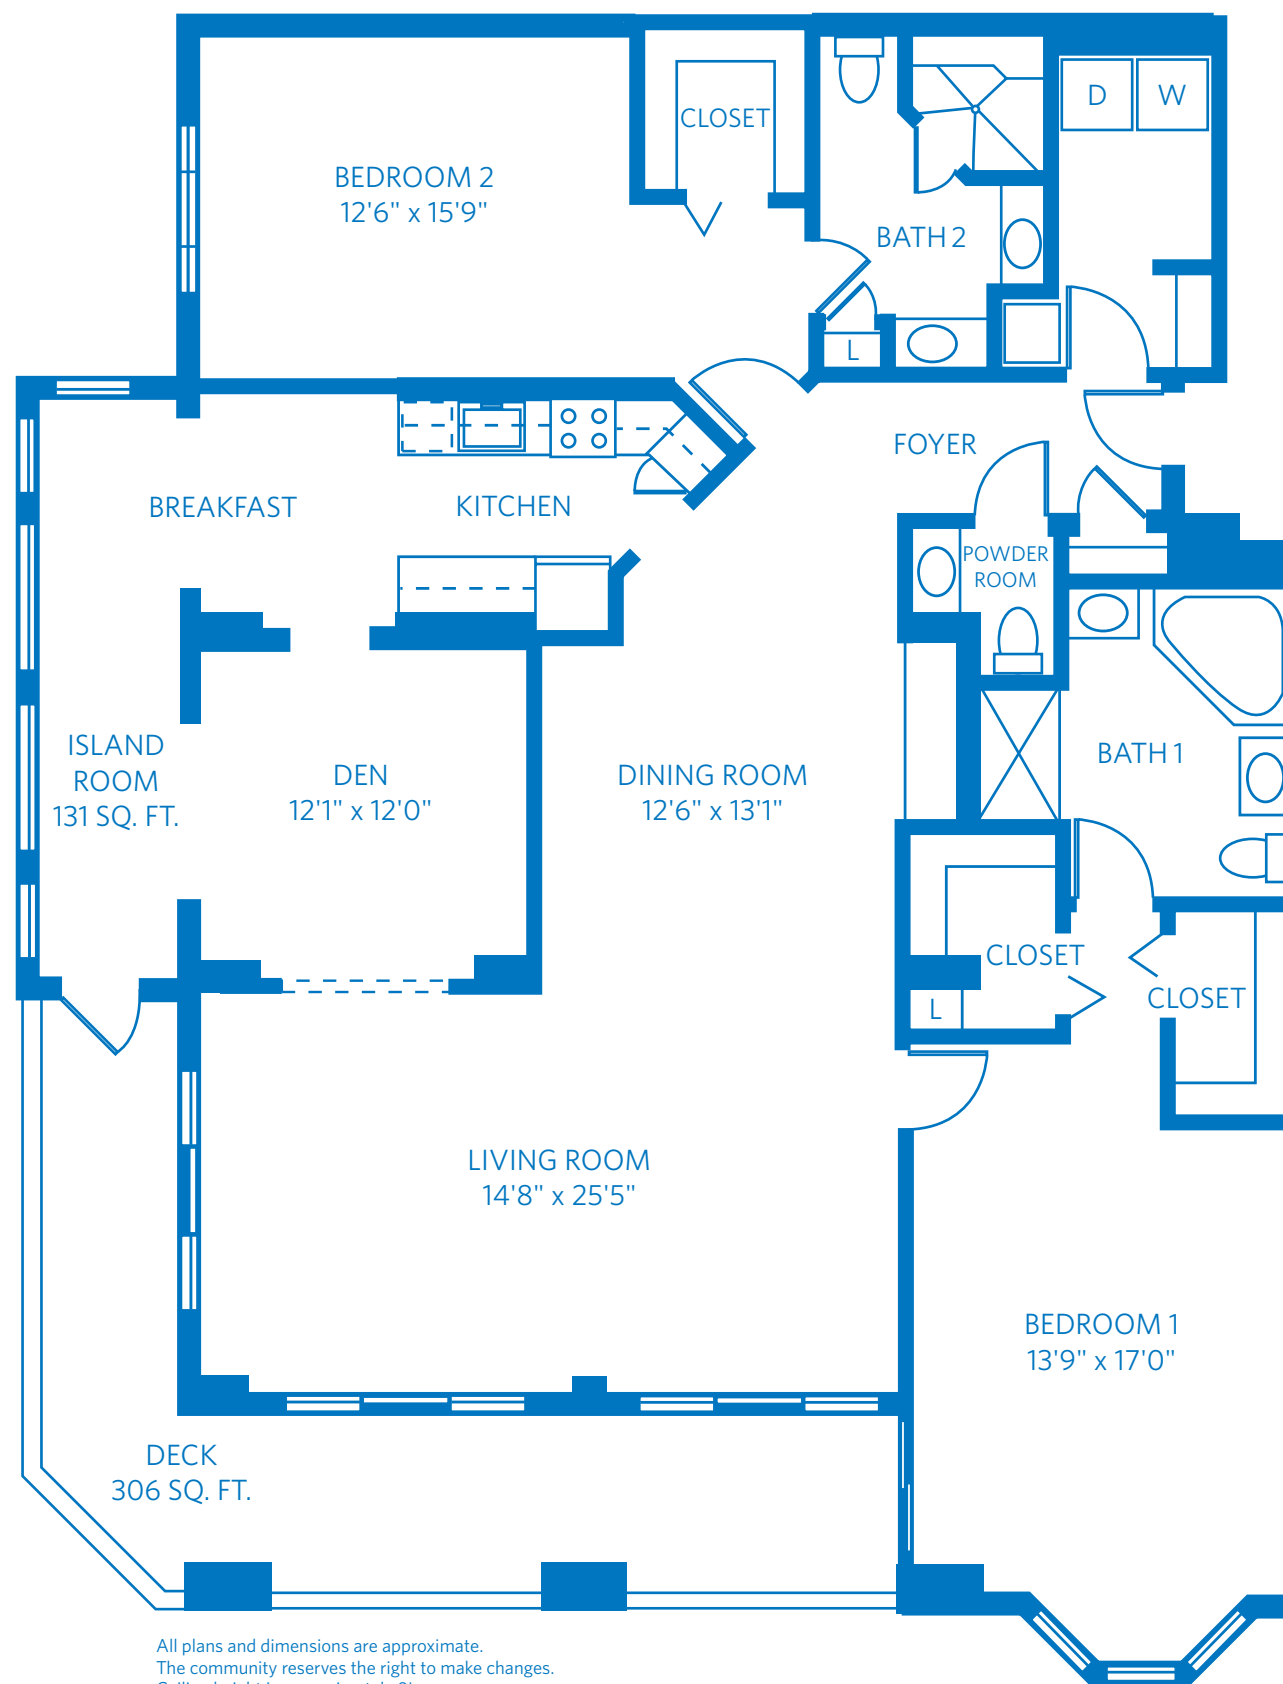 CLOSET
D
W
BEDROOM 2
12'6" x 15'9"
BATH 2
L
FOYER
BREAKFAST
KITCHEN
POWDER
ROOM
ISLAND
ROOM
131 SQ. FT.
DEN
12'1" x 12'0"
DINING ROOM
12'6" x 13'1"
BATH 1
CLOSET
CLOSET
L
LIVING ROOM
14'8" x 25'5"
BEDROOM 1
13'9" x 17'0"
DECK
306 SQ. FT.
All plans and dimensions are approximate.
The community reserves the right to make changes.